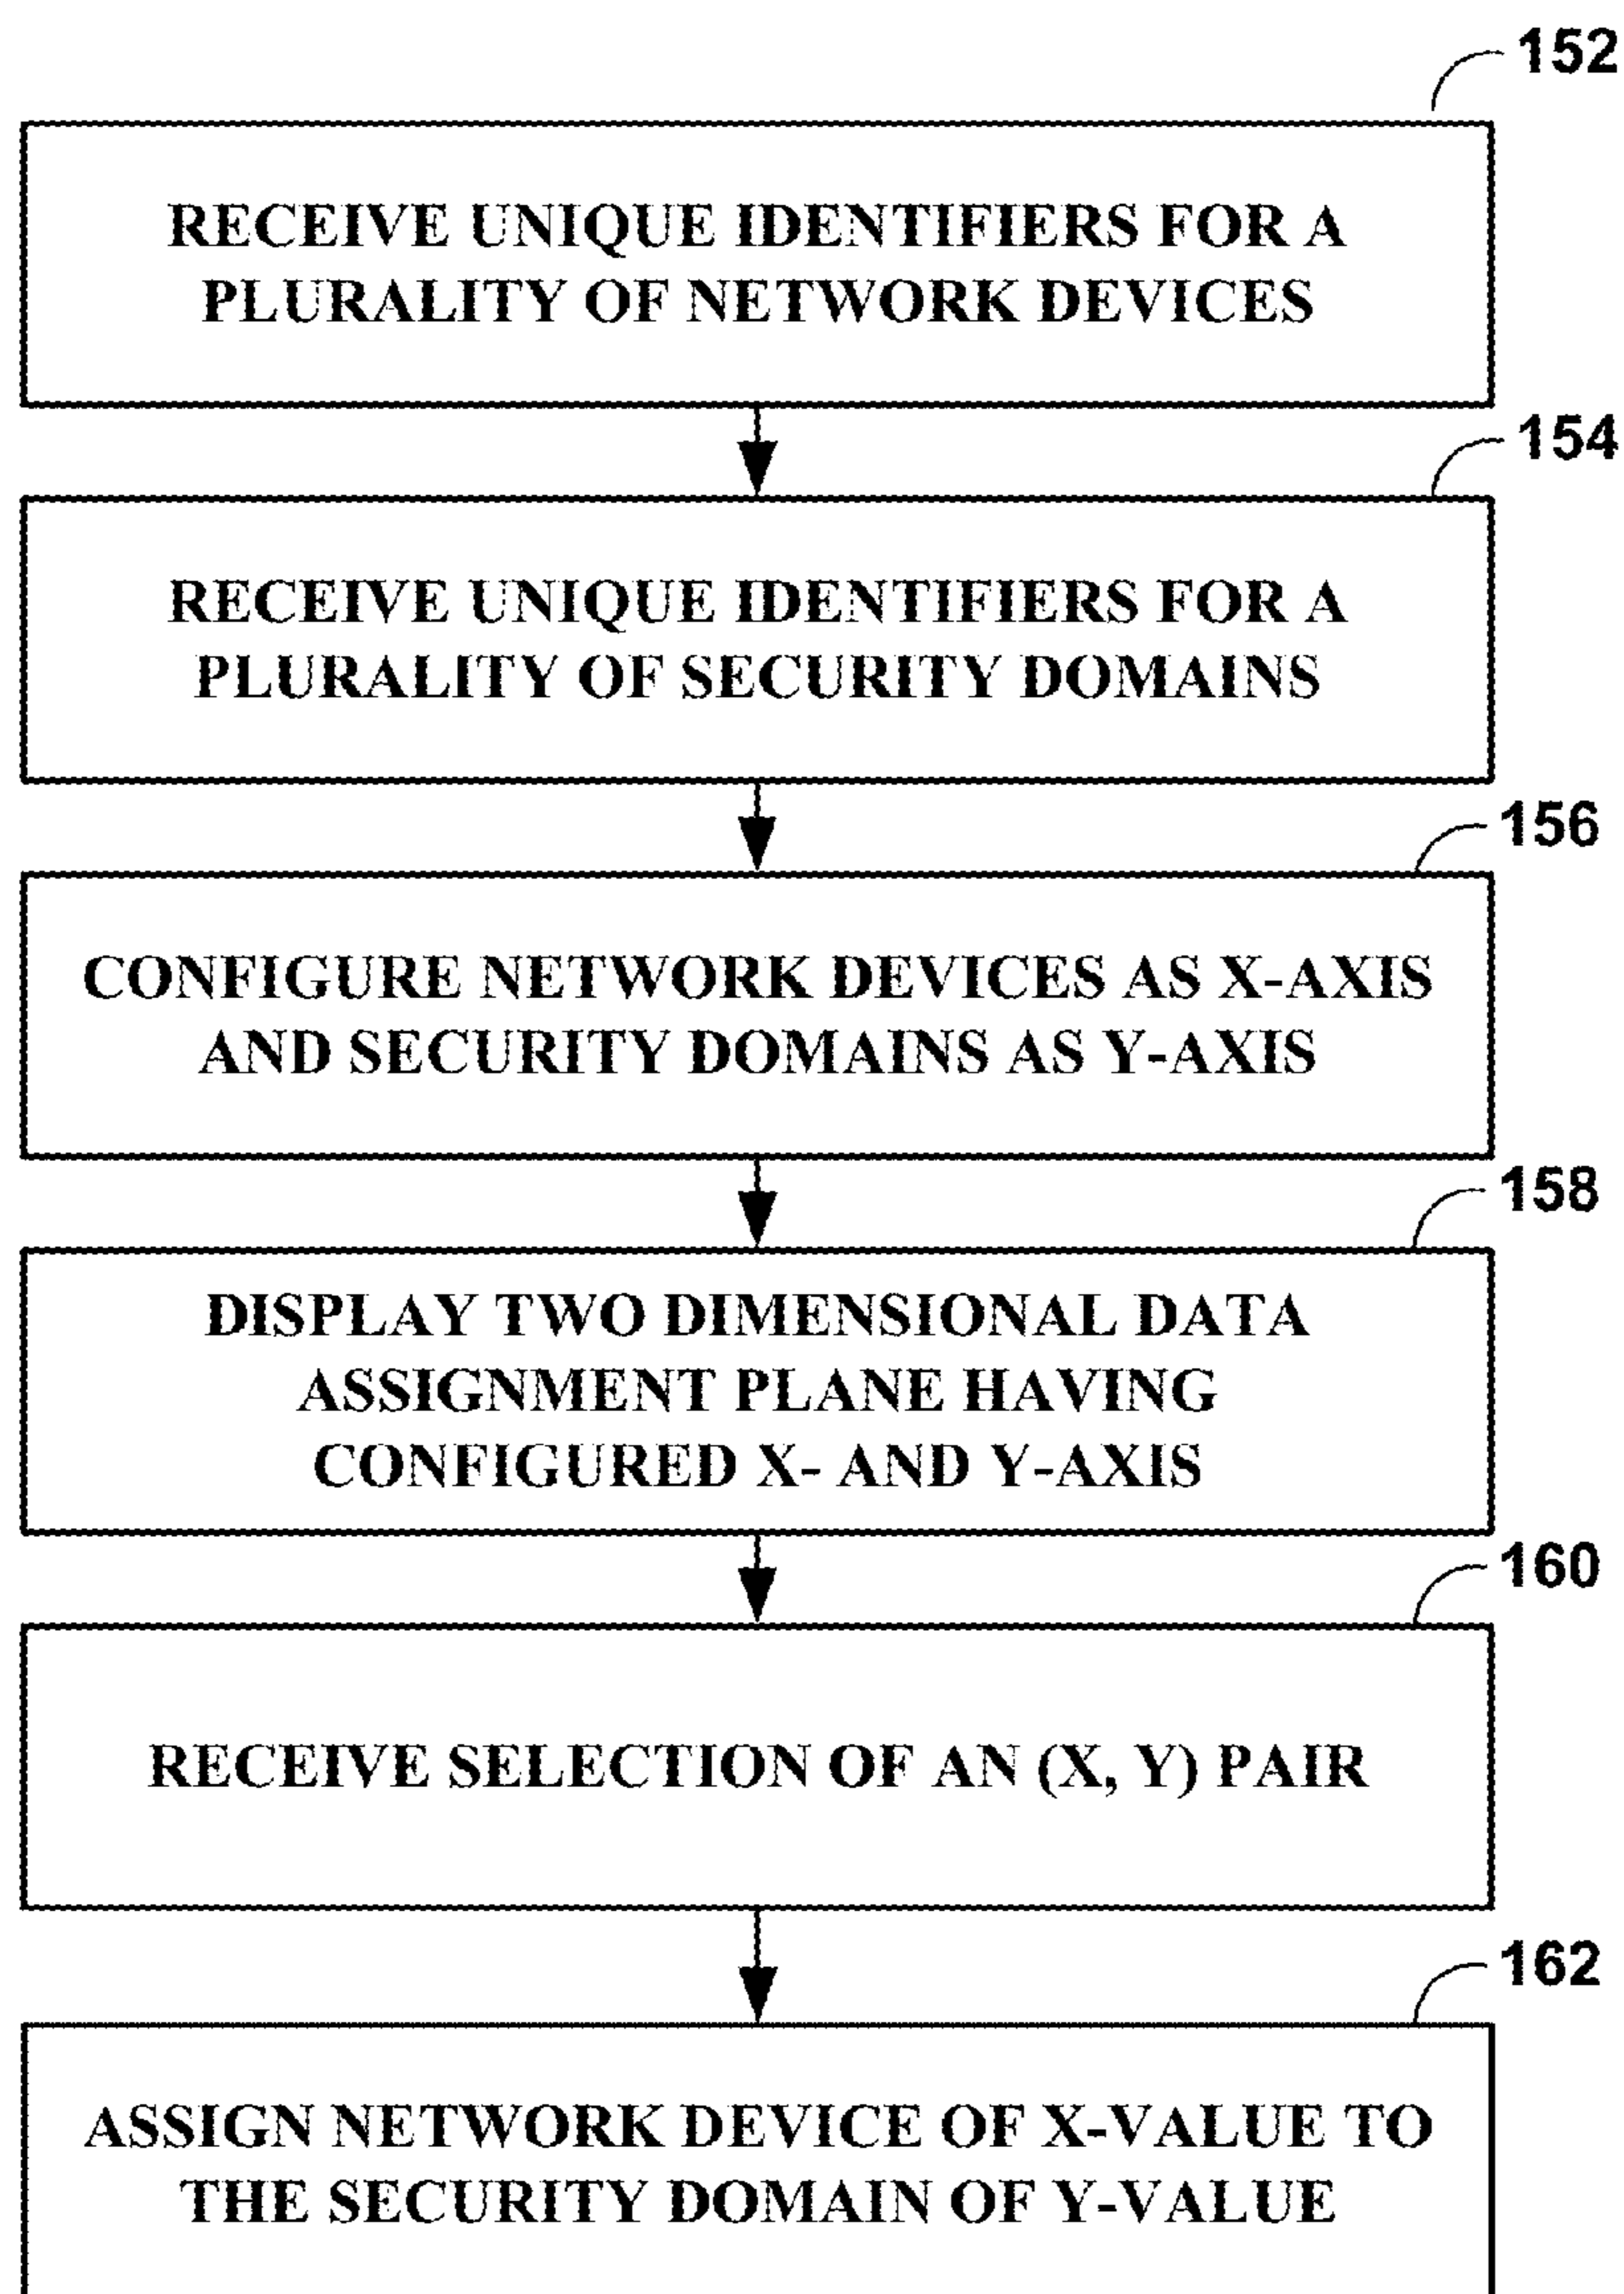 152
RECEIVE UNIQUE IDENTIFIERS FOR A
PLURALITY OF NETWORK DEVICES
154
RECEIVE UNIQUE IDENTIFIERS FOR A
PLURALITY OF SECURITY DOMAINS
156
CONFIGURE NETWORK DEVICES AS X-AXIS
AND SECURITY DOMAINS AS Y-AXIS
158
DISPLAY TWO DIMENSIONAL DATA
ASSIGNMENT PLANE HAVING
CONFIGURED X- AND Y-AXIS
160
RECEIVE SELECTION OF AN (X, Y) PAIR
162
ASSIGN NETWORK DEVICE OF X-VALUE TO
THE SECURITY DOMAIN OF Y-VALUE